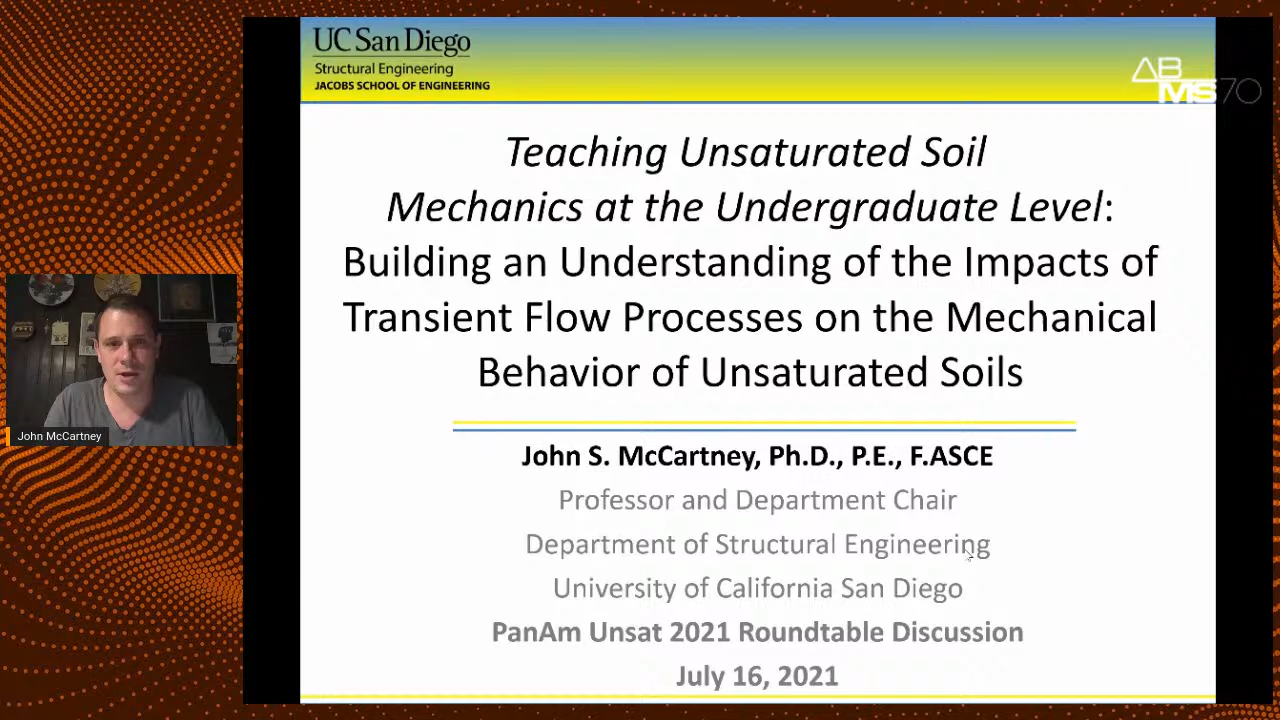 UC San Diego
Structural Engineering
JACOBS SCHOOL OF ENGINEERING
ABMS70
Teaching Unsaturated Soil
Mechanics at the Undergraduate Level:
Building an Understanding of the Impacts of
Transient Flow Processes on the Mechanical
Behavior of Unsaturated Soils
John McCartney
John S. McCartney, Ph.D., P.E., F.ASCE
Professor and Department Chair
Department of Structural Engineering
University of California San Diego
PanAm Unsat 2021 Roundtable Discussion
July 16, 2021